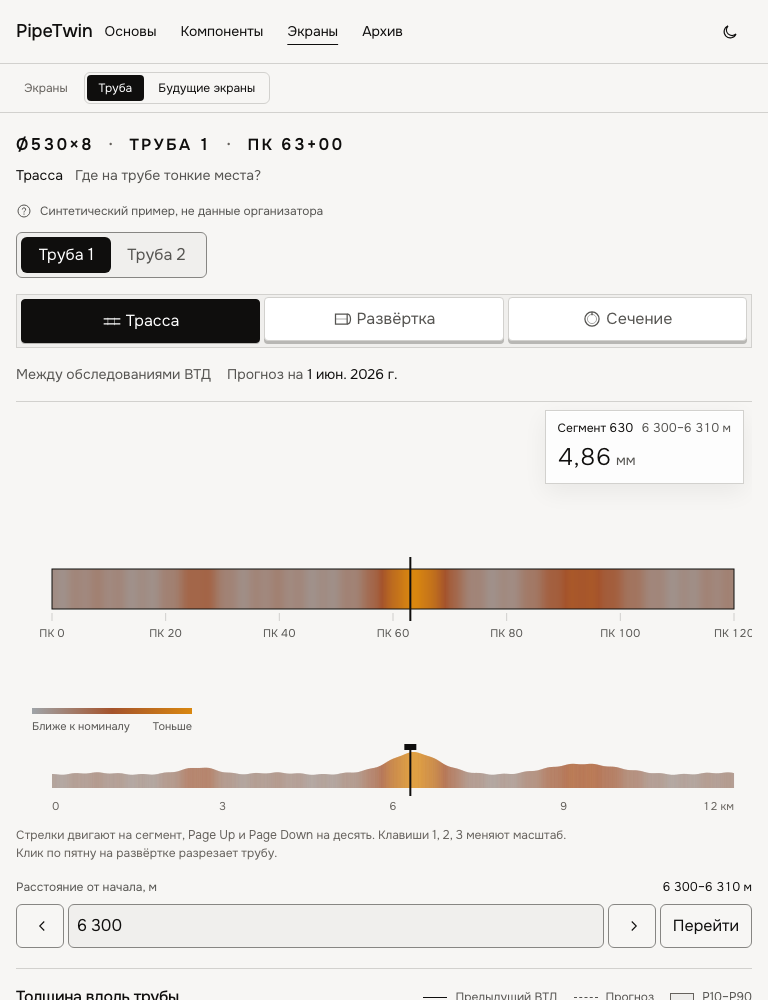 PipeTwin Основы Компоненты Экраны Архив
Экраны Труба Будущие экраны
Ø530×8 · ТРУБА 1 · ПК 63+00
Трасса Где на трубе тонкие места?
Синтетический пример, не данные организатора
Труба 1 Труба 2
Трасса Развёртка Сечение
Между обследованиями ВТД Прогноз на 1 июн. 2026 г.
Сегмент 630 6 300–6 310 м
4,86 мм
ПК 0 ПК 20 ПК 40 ПК 60 ПК 80 ПК 100 ПК 120
Ближе к номиналу Тоньше
0 3 6 9 12 км
Стрелки двигают на сегмент, Page Up и Page Down на десять. Клавиши 1, 2, 3 меняют масштаб.
Клик по пятну на развёртке разрезает трубу.
Расстояние от начала, м 6 300–6 310 м
6 300 Перейти
Толщина вдоль трубы Предыдущий ВТД Прогноз P10–P90